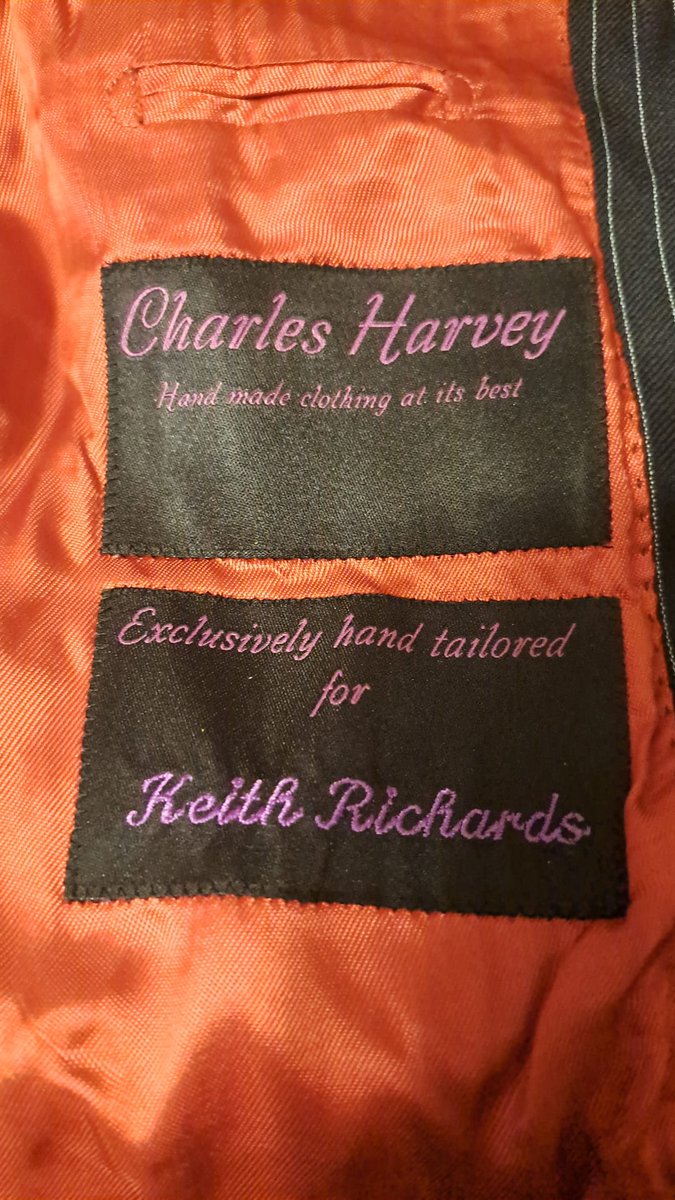 Charles Harvey
Hand made clothing at its best
Exclusively hand tailored
for
Keith Richards